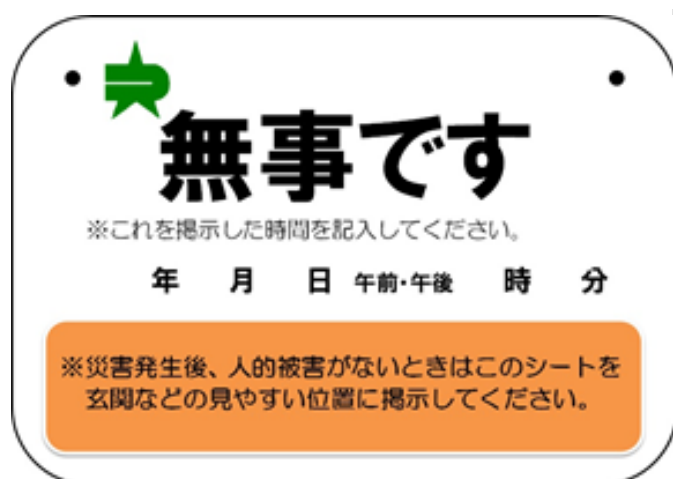 無事です
※これを掲示した時間を記入してください。
年 月 日 午前・午後 時 分
※災害発生後、人的被害がないときはこのシートを
玄関などの見やすい位置に掲示してください。